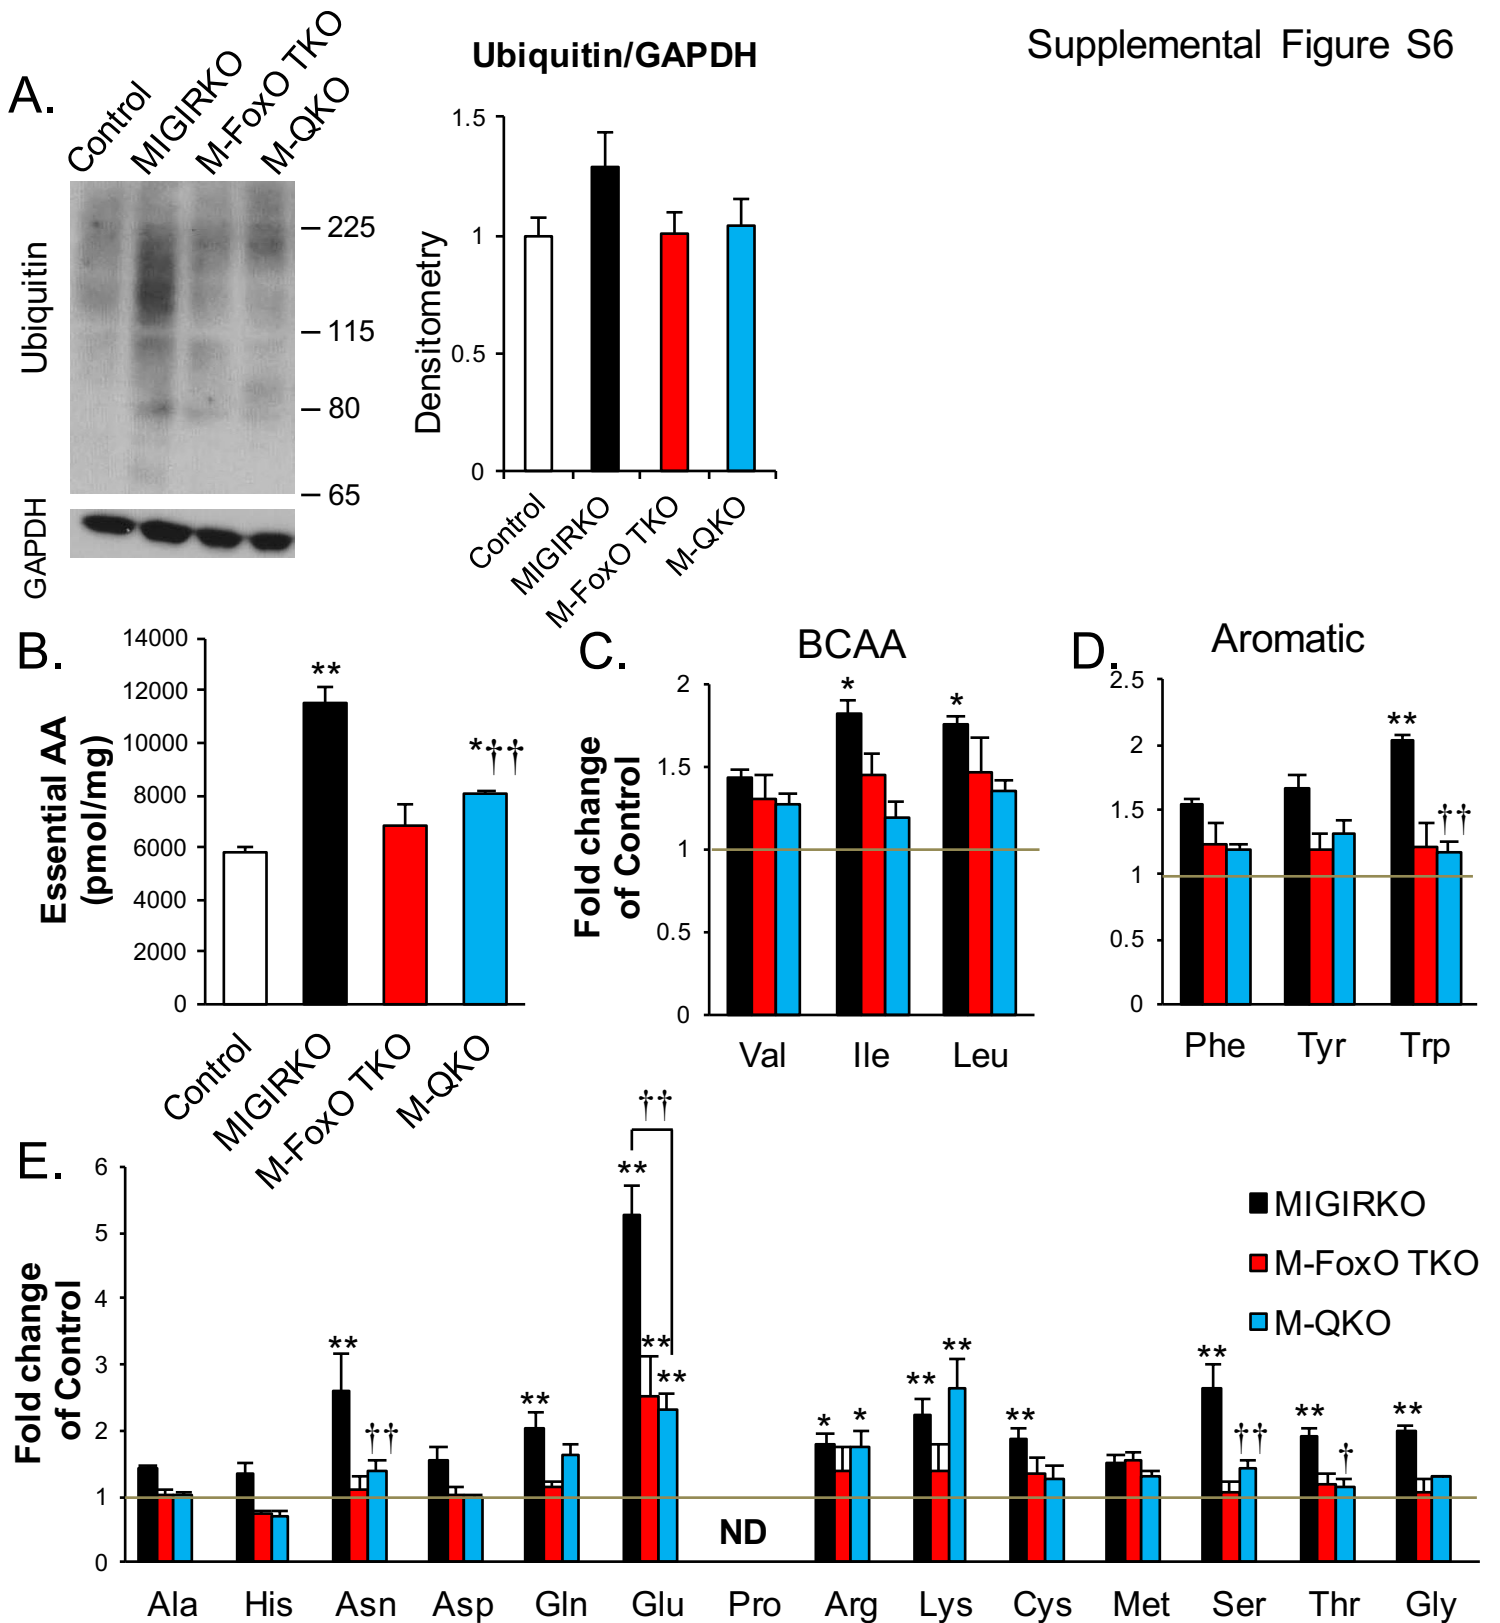 Supplemental Figure S6
A.
Control
MIGIRKO
M-FoxO TKO
M-QKO
Ubiquitin
225
115
80
65
GAPDH
Ubiquitin/GAPDH
Densitometry
1.5
1
0.5
0
Control
MIGIRKO
M-FoxO TKO
M-QKO
B.
Essential AA
(pmol/mg)
14000
12000
10000
8000
6000
4000
2000
0
**
*††
Control
MIGIRKO
M-FoxO TKO
M-QKO
C.
BCAA
Fold change
of Control
2
1.5
1
0.5
0
*
*
Val Ile Leu
D.
Aromatic
2.5
2
1.5
1
0.5
0
**
††
Phe Tyr Trp
E.
Fold change
of Control
6
5
4
3
2
1
0
††
**
**
**
**
††
**
*
*
**
**
**
**
††
**
†
**
ND
MIGIRKO
M-FoxO TKO
M-QKO
Ala His Asn Asp Gln Glu Pro Arg Lys Cys Met Ser Thr Gly